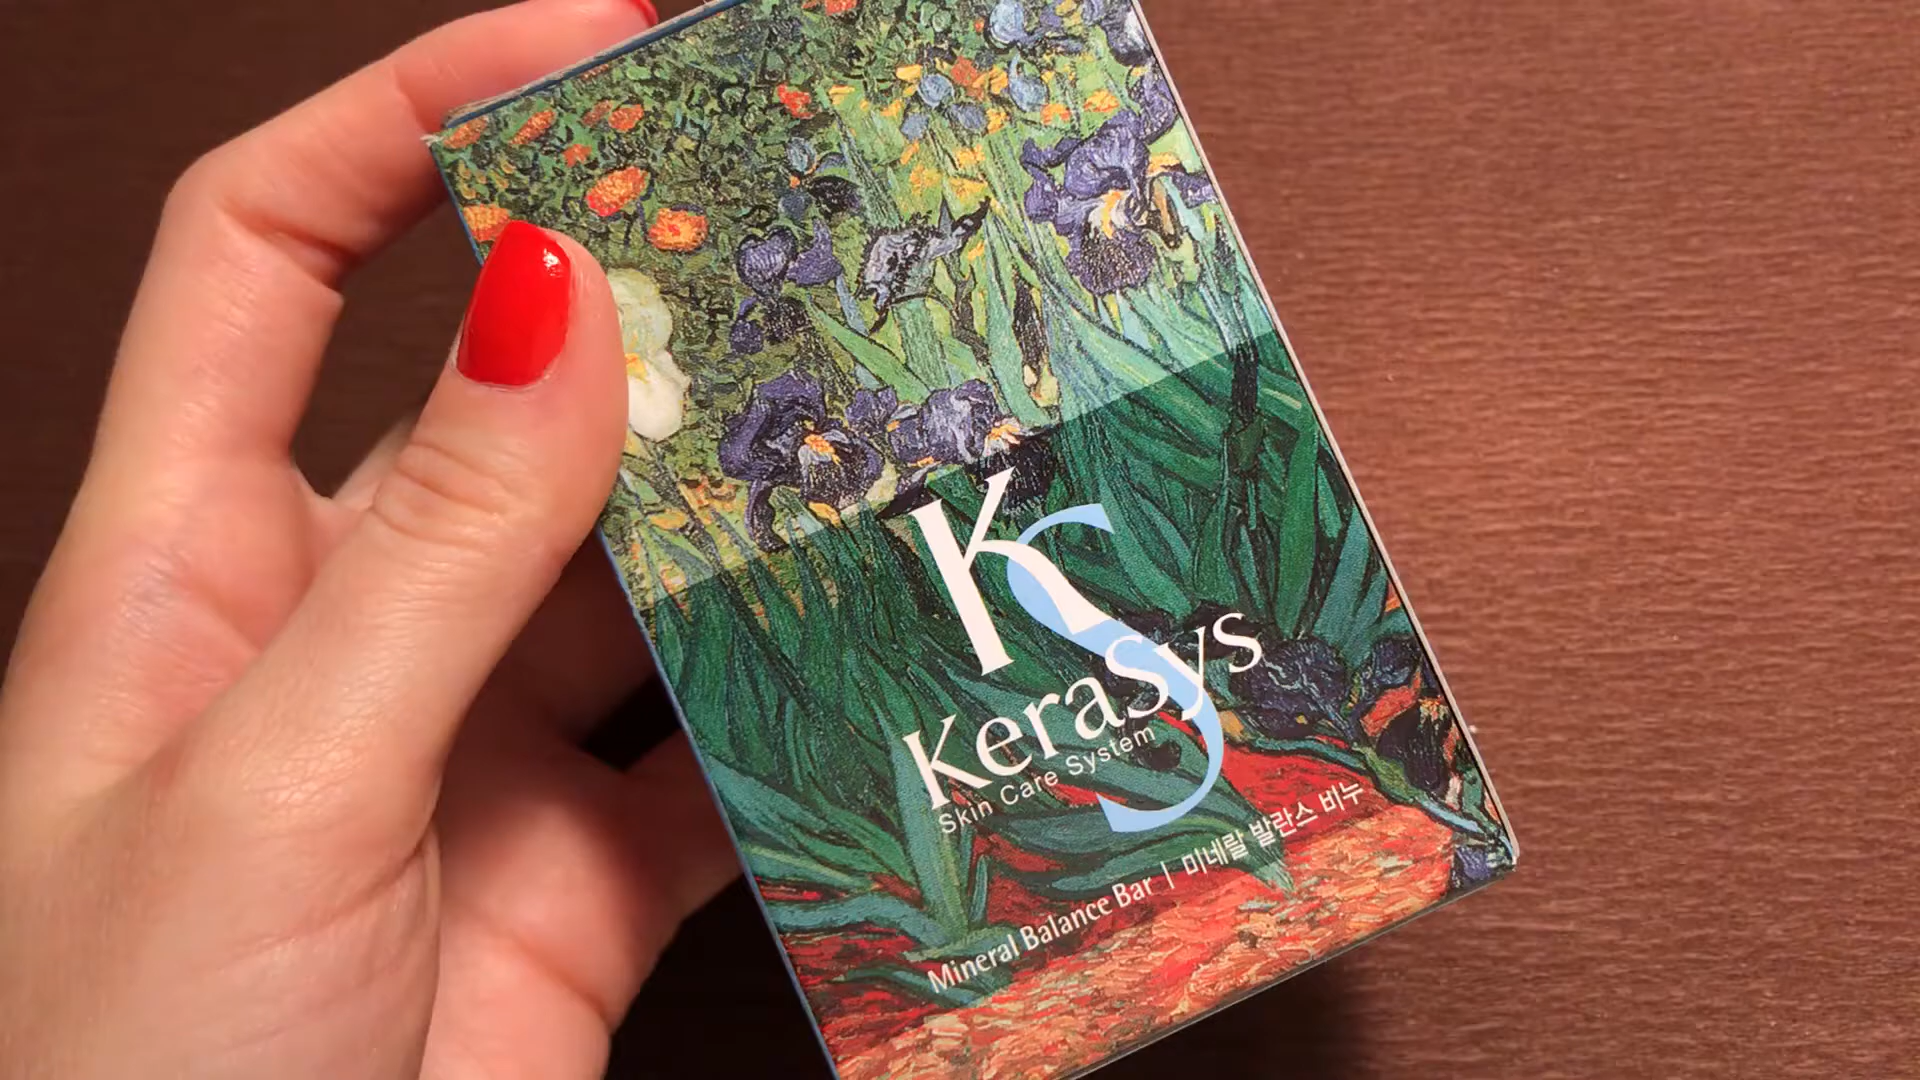 KS
KeraSys
Skin Care System
Mineral Balance Bar | 미네랄 발란스 비누